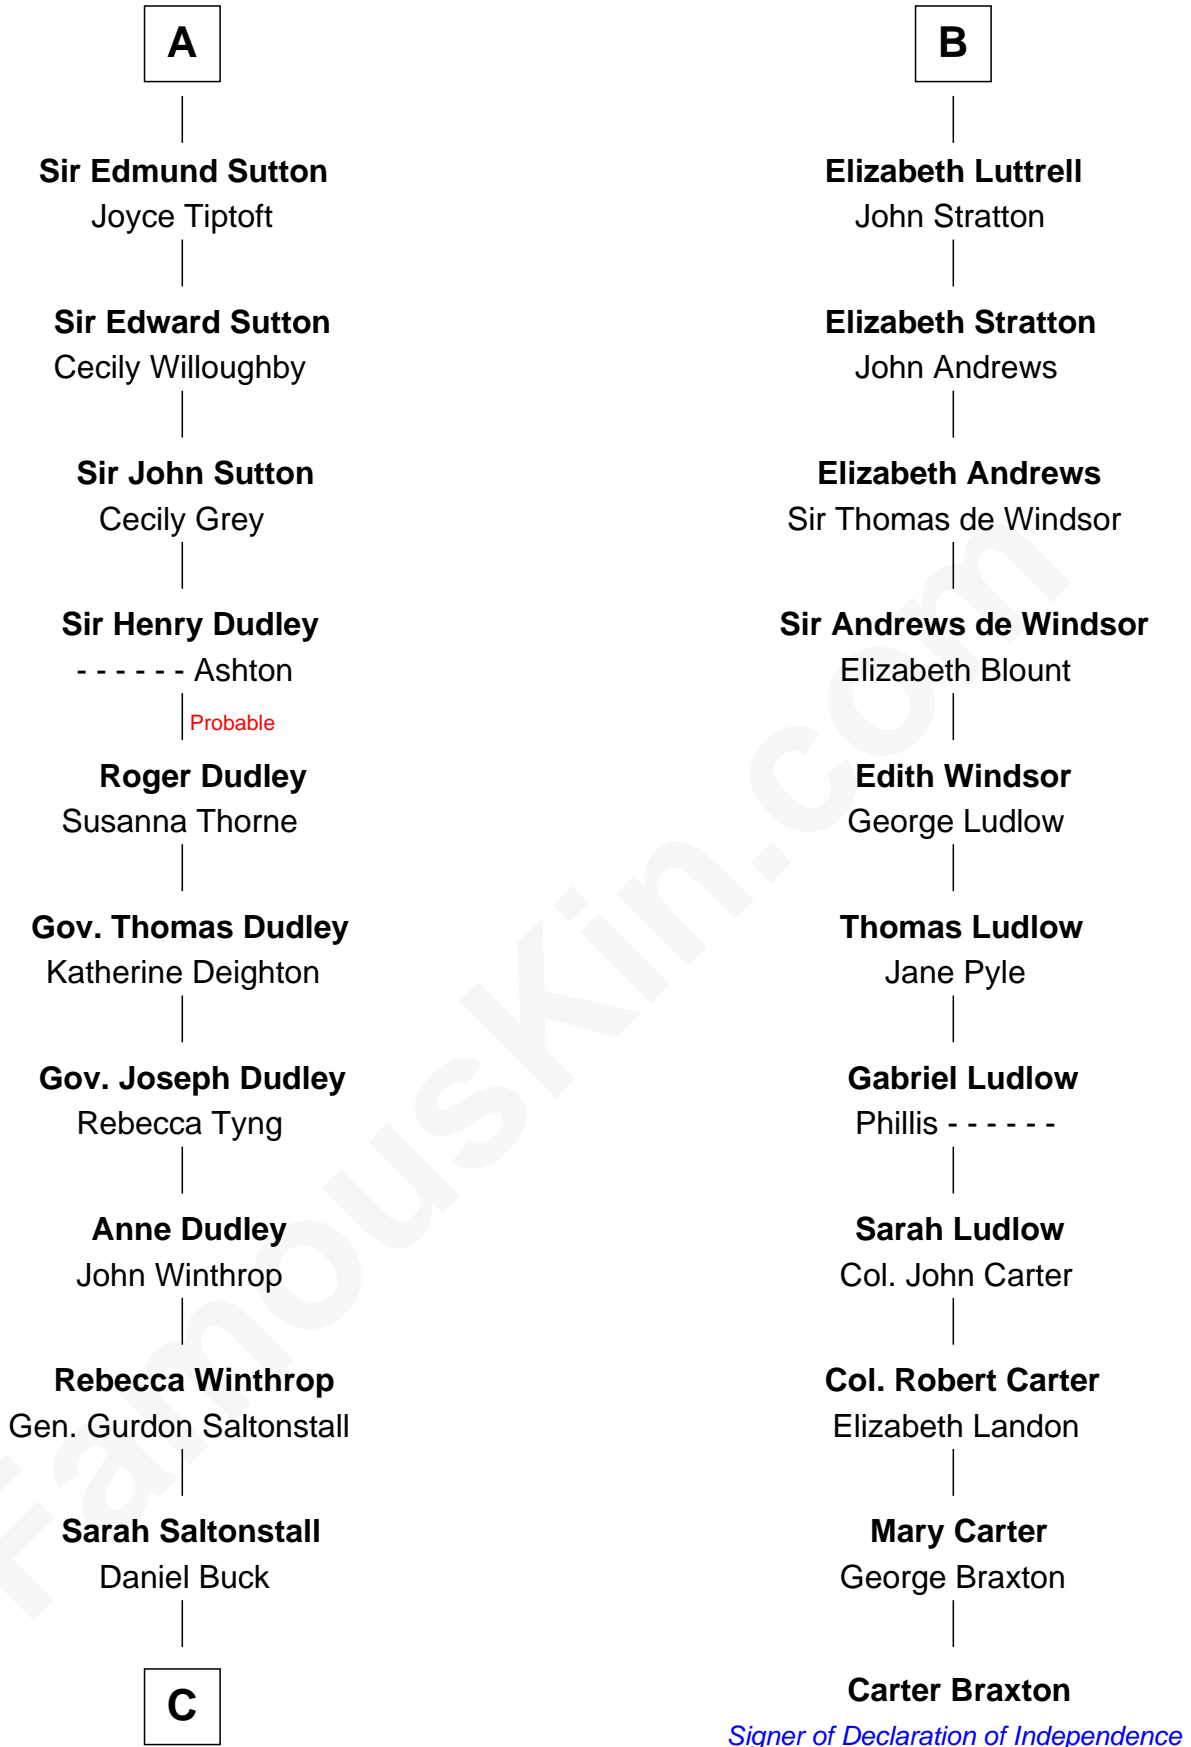 A
Sir Edmund Sutton
Joyce Tiptoft
Sir Edward Sutton
Cecily Willoughby
Sir John Sutton
Cecily Grey
Sir Henry Dudley
- - - - - - Ashton
Probable
Roger Dudley
Susanna Thorne
Gov. Thomas Dudley
Katherine Deighton
Gov. Joseph Dudley
Rebecca Tyng
Anne Dudley
John Winthrop
Rebecca Winthrop
Gen. Gurdon Saltonstall
Sarah Saltonstall
Daniel Buck
C
B
Elizabeth Luttrell
John Stratton
Elizabeth Stratton
John Andrews
Elizabeth Andrews
Sir Thomas de Windsor
Sir Andrews de Windsor
Elizabeth Blount
Edith Windsor
George Ludlow
Thomas Ludlow
Jane Pyle
Gabriel Ludlow
Phillis - - - - - -
Sarah Ludlow
Col. John Carter
Col. Robert Carter
Elizabeth Landon
Mary Carter
George Braxton
Carter Braxton
Signer of Declaration of Independence
FamousKin.com